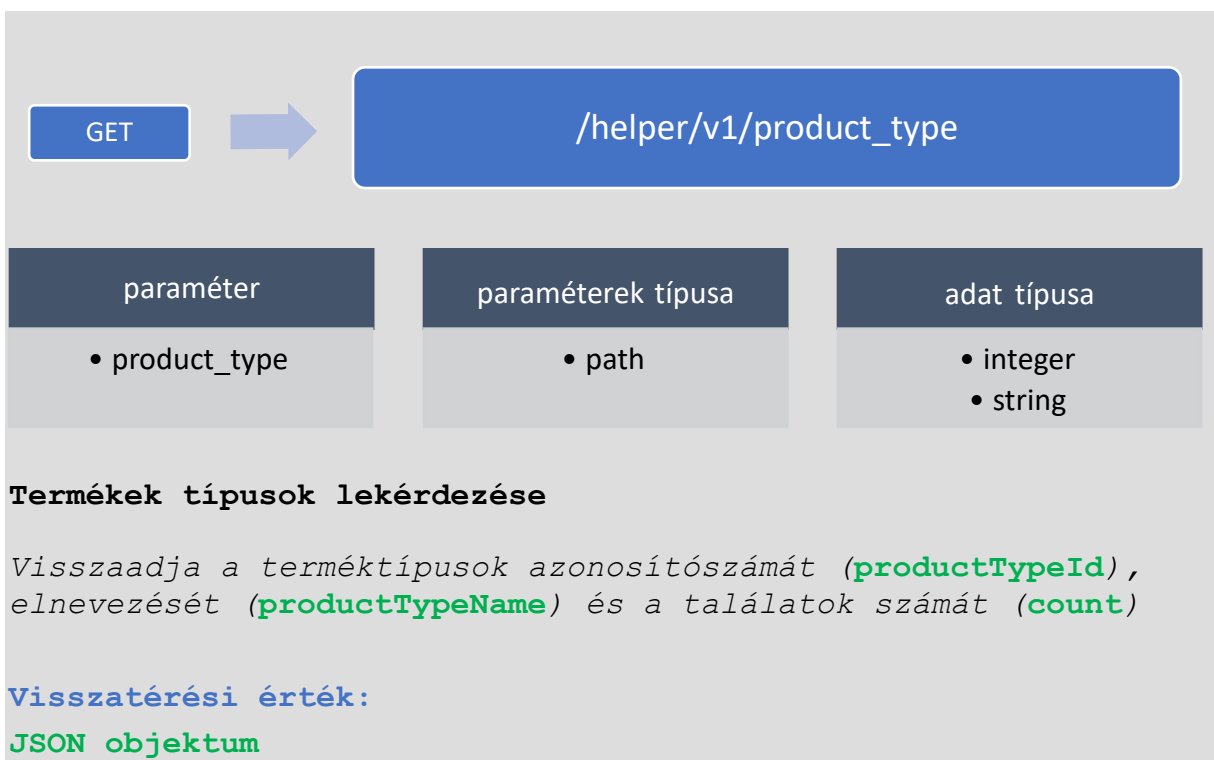 GET
/helper/v1/product_type
paraméter
paraméterek típusa
adat típusa
• product_type
• path
• integer
• string
Termékek típusok lekérdezése
Visszaadja a terméktípusok azonosítószámát (productTypeId),
elnevezését (productTypeName) és a találatok számát (count)
Visszatérési érték:
JSON objektum